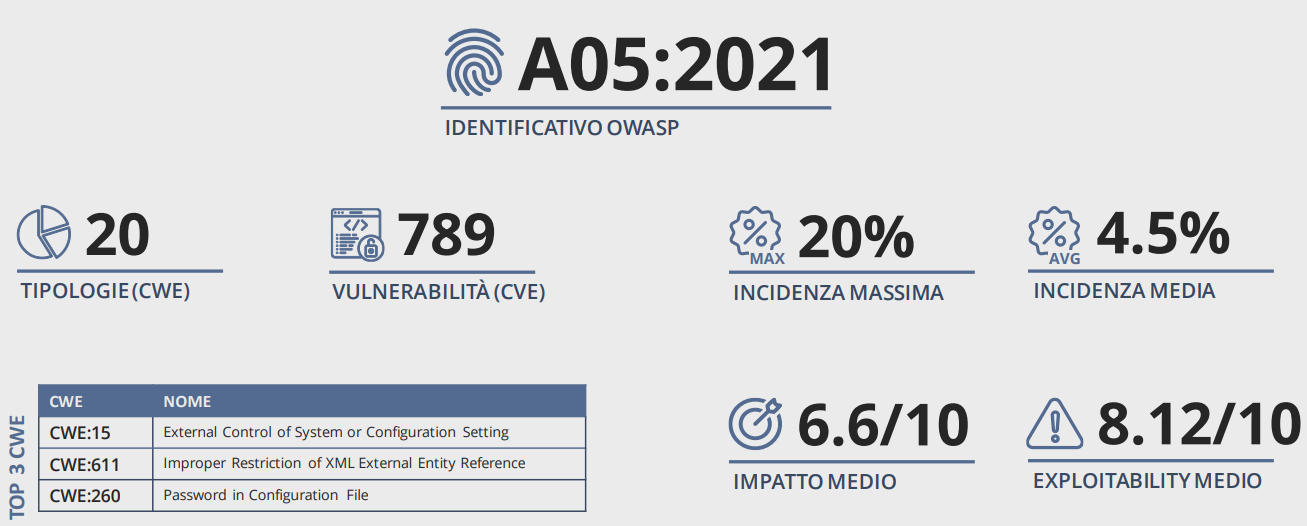 A05:2021
IDENTIFICATIVO OWASP
20
TIPOLOGIE (CWE)
789
VULNERABILITÀ (CVE)
MAX 20%
INCIDENZA MASSIMA
AVG 4.5%
INCIDENZA MEDIA
TOP 3 CWE
CWE NOME
CWE:15 External Control of System or Configuration Setting
CWE:611 Improper Restriction of XML External Entity Reference
CWE:260 Password in Configuration File
6.6/10
IMPATTO MEDIO
8.12/10
EXPLOITABILITY MEDIO